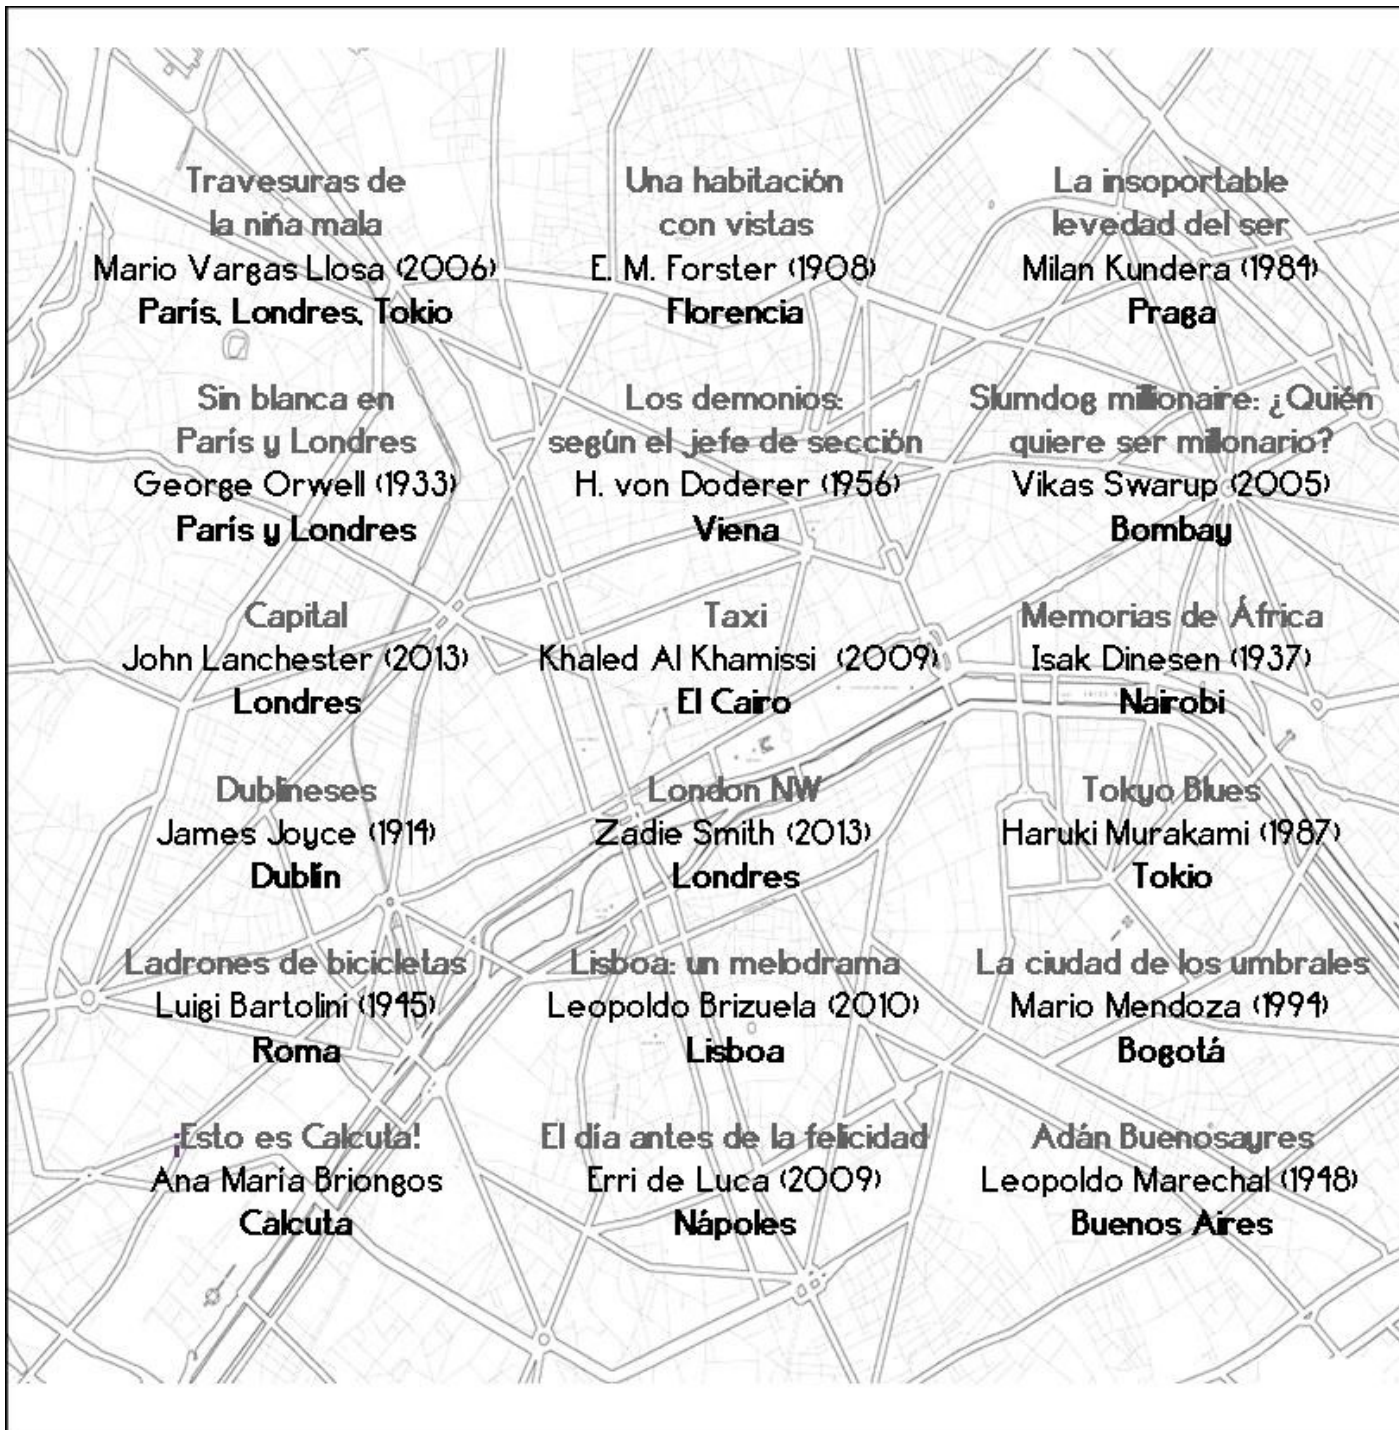 Travesuras de
la niña mala
Mario Vargas Llosa (2006)
París, Londres, Tokio
Una habitación
con vistas
E. M. Forster (1908)
Florencia
La insoportable
levedad del ser
Milan Kundera (1984)
Praga
Sin blanca en
París y Londres
George Orwell (1933)
París y Londres
Los demonios:
según el jefe de sección
H. von Doderer (1956)
Viena
Slumdog millionaire: ¿Quién
quiere ser millonario?
Vikas Swarup (2005)
Bombay
Capital
John Lanchester (2013)
Londres
Taxi
Khaled Al Khamissi (2009)
El Cairo
Memorias de África
Isak Dinesen (1937)
Nairobi
Dublineses
James Joyce (1914)
Dublín
London NW
Zadie Smith (2013)
Londres
Tokyo Blues
Haruki Murakami (1987)
Tokio
Ladrones de bicicletas
Luigi Bartolini (1945)
Roma
Lisboa: un melodrama
Leopoldo Brizuela (2010)
Lisboa
La ciudad de los umbrales
Mario Mendoza (1994)
Bogotá
¡Esto es Calcuta!
Ana María Briongos
Calcuta
El día antes de la felicidad
Erri de Luca (2009)
Nápoles
Adán Buenosayres
Leopoldo Marechal (1948)
Buenos Aires